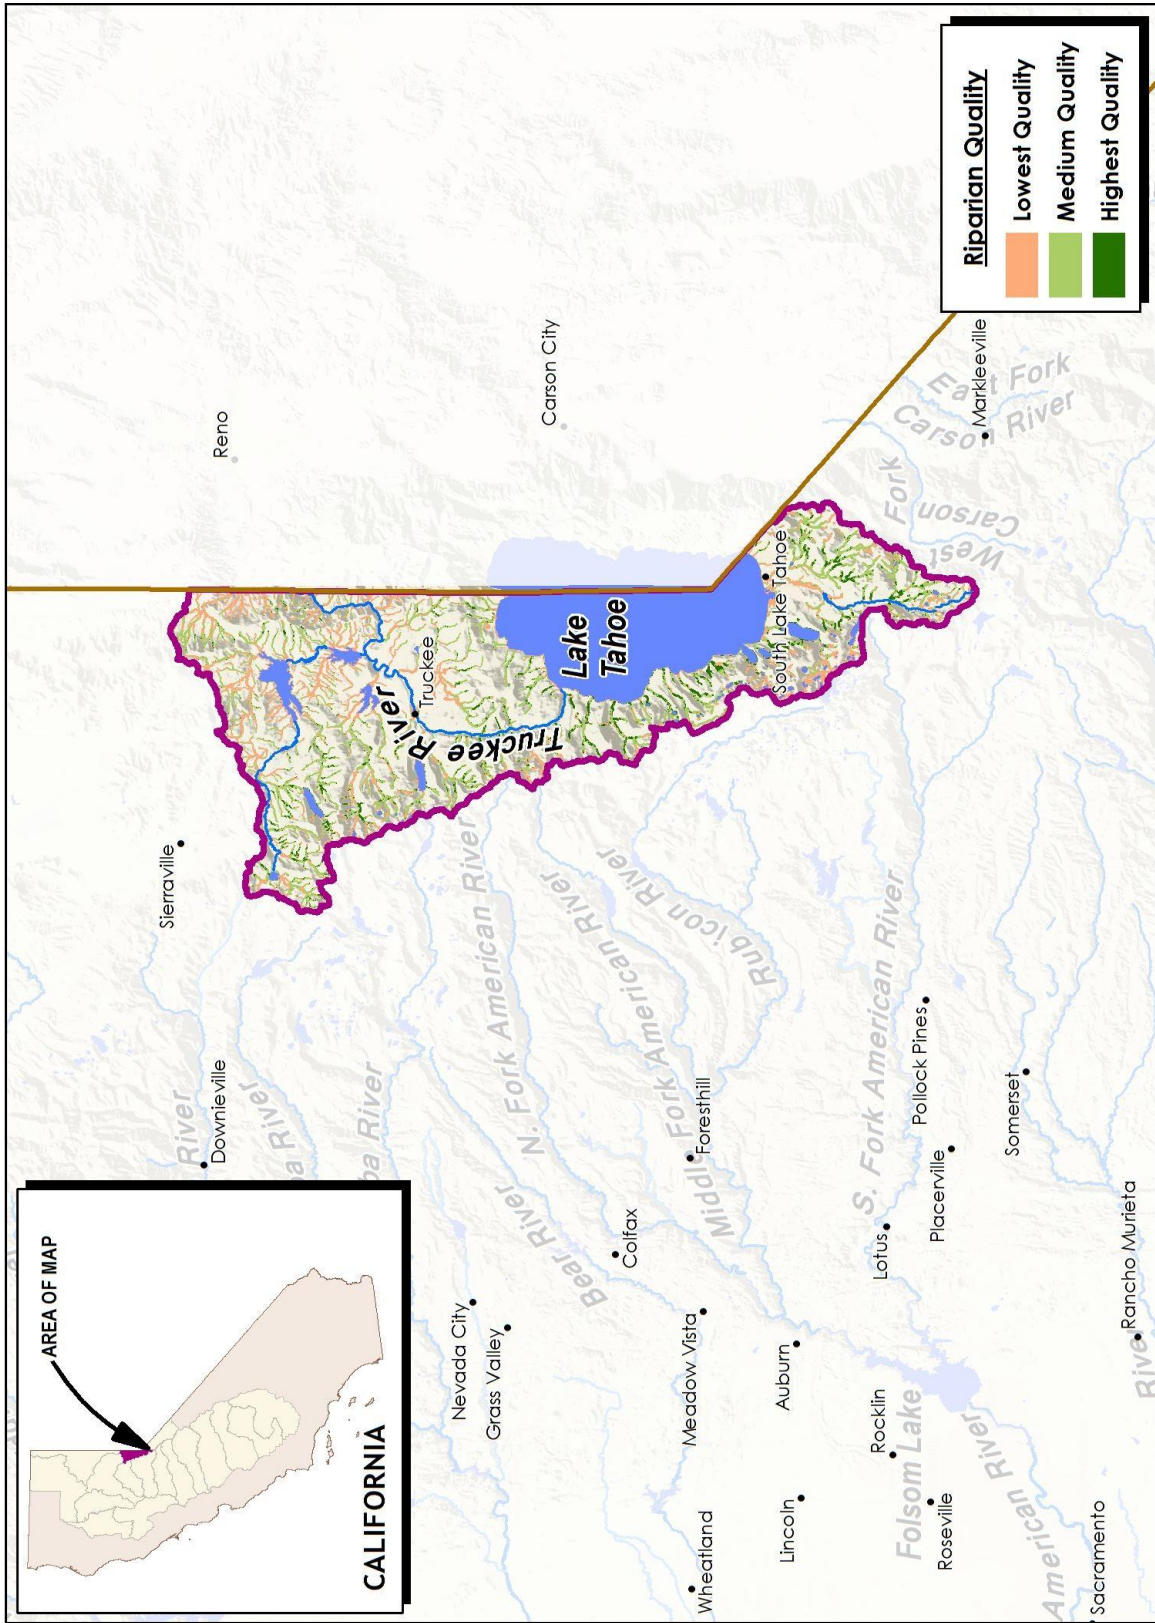 AREA OF MAP
CALIFORNIA
Riparian Quality
Lowest Quality
Medium Quality
Highest Quality
Sierraville
Reno
River
Downieville
ba River
ba River
Truckee
Truckee River
N. Fork American River
Bear River
Nevada City
Grass Valley
Colfax
Carson City
Lake
Tahoe
Middle Fork American River
Foresthill
Rubicon River
Wheatland
Meadow Vista
Lincoln
Auburn
South Lake Tahoe
S. Fork American River
Lotus
Rocklin
Folsom Lake
Roseville
Placerville
Pollock Pines
West Fork
Carson
East Fork
Carson River
Markleeville
Somerset
American River
Sacramento
River
Rancho Murieta